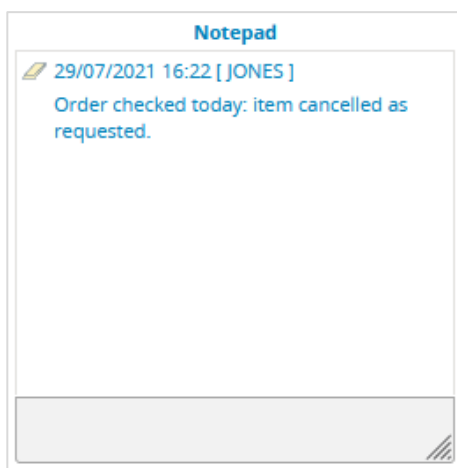 Notepad
29/07/2021 16:22 [ JONES ]
Order checked today: item cancelled as
requested.